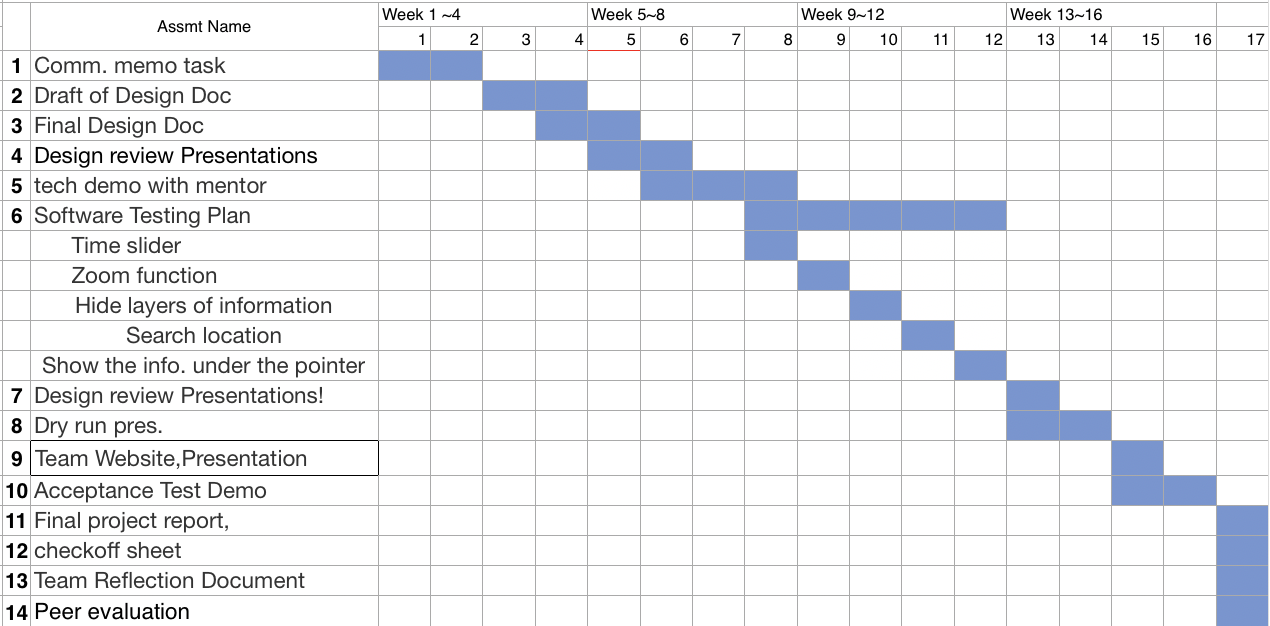 Assmt Name
Week 1 ~4 Week 5~8 Week 9~12 Week 13~16
1 2 3 4 5 6 7 8 9 10 11 12 13 14 15 16 17
1 Comm. memo task
2 Draft of Design Doc
3 Final Design Doc
4 Design review Presentations
5 tech demo with mentor
6 Software Testing Plan
Time slider
Zoom function
Hide layers of information
Search location
Show the info. under the pointer
7 Design review Presentations!
8 Dry run pres.
9 Team Website,Presentation
10 Acceptance Test Demo
11 Final project report,
12 checkoff sheet
13 Team Reflection Document
14 Peer evaluation